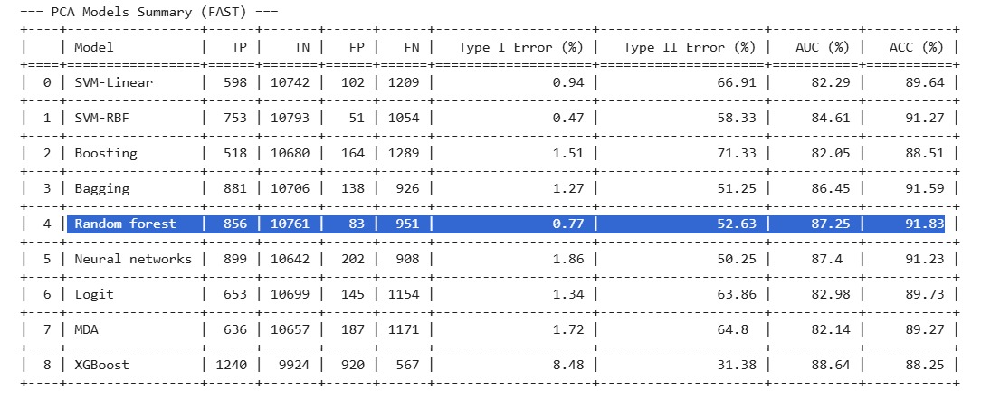 === PCA Models Summary (FAST) ===
+----+-----------------+------+-------+------+------+--------------------+---------------------+-----------+-----------+
|    | Model           |   TP |    TN |   FP |   FN |   Type I Error (%) |   Type II Error (%) |   AUC (%) |   ACC (%) |
+====+=================+======+=======+======+======+====================+=====================+===========+===========+
|  0 | SVM-Linear      |  598 | 10742 |  102 | 1209 |               0.94 |               66.91 |     82.29 |     89.64 |
+----+-----------------+------+-------+------+------+--------------------+---------------------+-----------+-----------+
|  1 | SVM-RBF         |  753 | 10793 |   51 | 1054 |               0.47 |               58.33 |     84.61 |     91.27 |
+----+-----------------+------+-------+------+------+--------------------+---------------------+-----------+-----------+
|  2 | Boosting        |  518 | 10680 |  164 | 1289 |               1.51 |               71.33 |     82.05 |     88.51 |
+----+-----------------+------+-------+------+------+--------------------+---------------------+-----------+-----------+
|  3 | Bagging         |  881 | 10706 |  138 |  926 |               1.27 |               51.25 |     86.45 |     91.59 |
+----+-----------------+------+-------+------+------+--------------------+---------------------+-----------+-----------+
|  4 | Random forest   |  856 | 10761 |   83 |  951 |               0.77 |               52.63 |     87.25 |     91.83 |
+----+-----------------+------+-------+------+------+--------------------+---------------------+-----------+-----------+
|  5 | Neural networks |  899 | 10642 |  202 |  908 |               1.86 |               50.25 |     87.4  |     91.23 |
+----+-----------------+------+-------+------+------+--------------------+---------------------+-----------+-----------+
|  6 | Logit           |  653 | 10699 |  145 | 1154 |               1.34 |               63.86 |     82.98 |     89.73 |
+----+-----------------+------+-------+------+------+--------------------+---------------------+-----------+-----------+
|  7 | MDA             |  636 | 10657 |  187 | 1171 |               1.72 |               64.8  |     82.14 |     89.27 |
+----+-----------------+------+-------+------+------+--------------------+---------------------+-----------+-----------+
|  8 | XGBoost         | 1240 |  9924 |  920 |  567 |               8.48 |               31.38 |     88.64 |     88.25 |
+----+-----------------+------+-------+------+------+--------------------+---------------------+-----------+-----------+